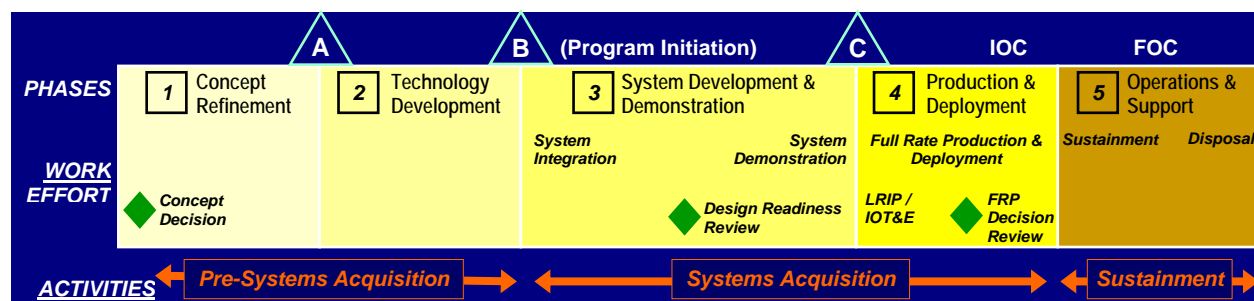 A
B
(Program Initiation)
C
IOC
FOC
PHASES
1
Concept
Refinement
2
Technology
Development
3
System Development &
Demonstration
4
Production &
Deployment
5
Operations &
Support
WORK
EFFORT
System
Integration
System
Demonstration
Full Rate Production &
Deployment
Sustainment
Disposal
Concept
Decision
Design Readiness
Review
LRIP /
IOT&E
FRP
Decision
Review
ACTIVITIES
Pre-Systems Acquisition
Systems Acquisition
Sustainment